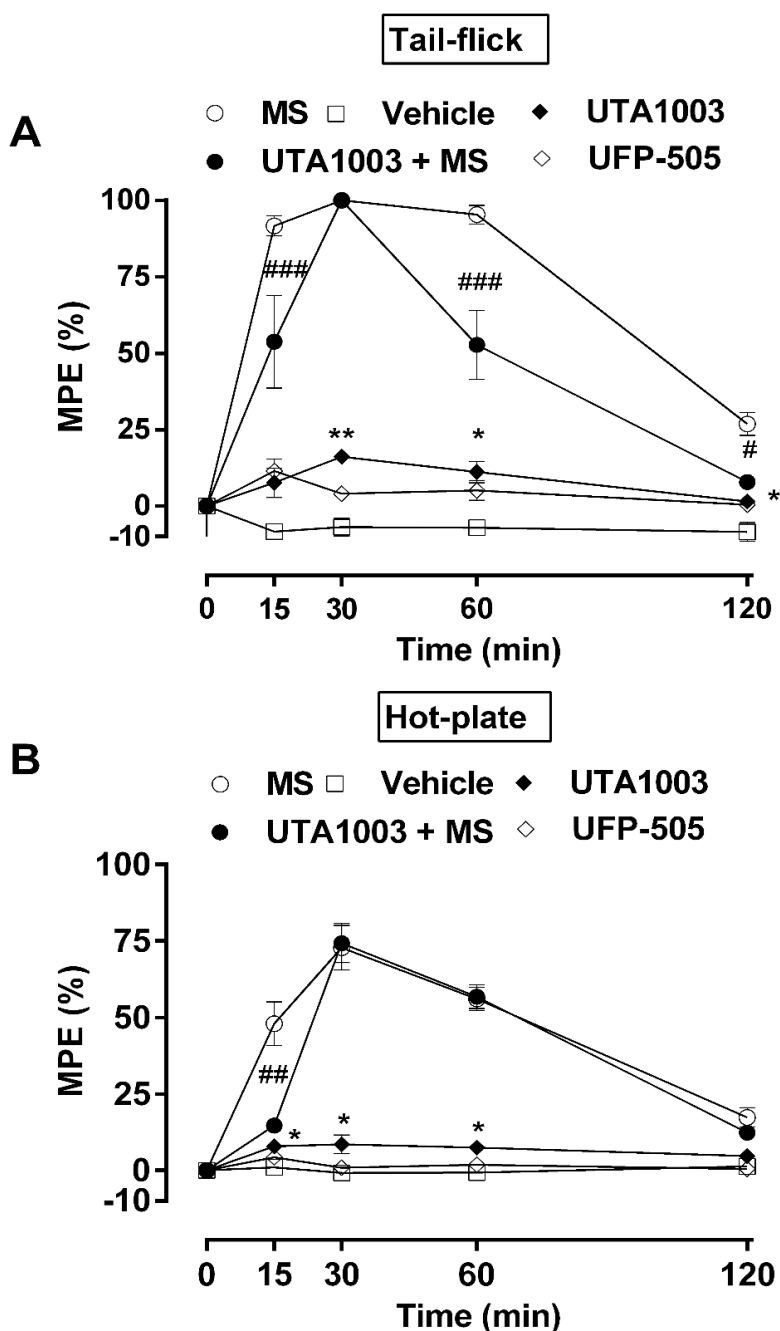 Tail-flick
A
MS Vehicle UTA1003
UTA1003 + MS UFP-505
100
###
###
75
50
25
**
*
#
*
0
-10
MPE (%)
0 15 30 60 120
Time (min)
Hot-plate
B
MS Vehicle UTA1003
UTA1003 + MS UFP-505
100
75
50
##
25
*
*
*
0
-10
MPE (%)
0 15 30 60 120
Time (min)